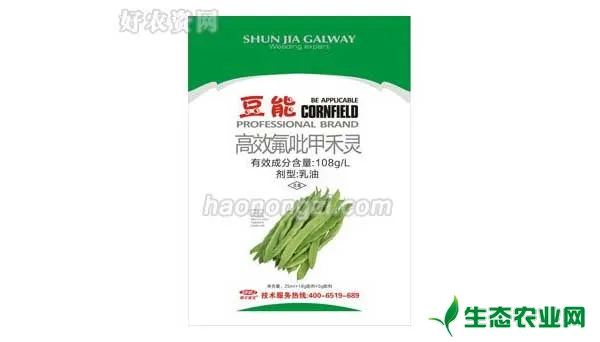 好农资网
SHUN JIA GALWAY
Weeding expert
豆能
BE APPLICABLE
CORNFIELD
PROFESSIONAL BRAND
高效氟吡甲禾灵
有效成分含量:108g/L
剂型:乳油
haonongzi.com
技术服务热线:400-6519-689
生态农业网